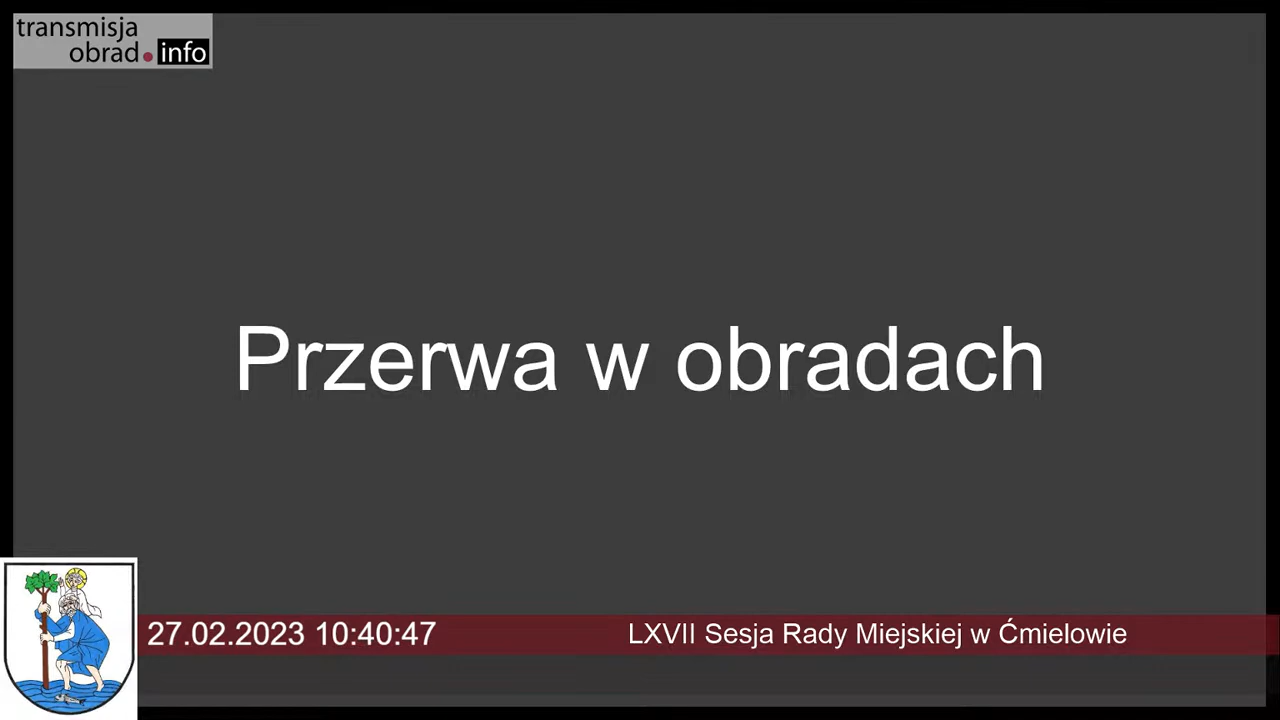 transmisja
obrad.info
Przerwa w obradach
27.02.2023 10:40:47
LXVII Sesja Rady Miejskiej w Ćmielowie